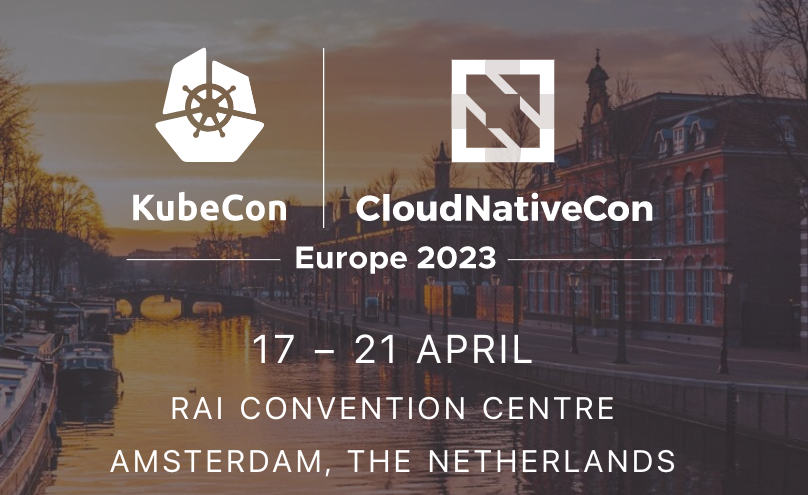 KubeCon | CloudNativeCon
Europe 2023
17 – 21 APRIL
RAI CONVENTION CENTRE
AMSTERDAM, THE NETHERLANDS